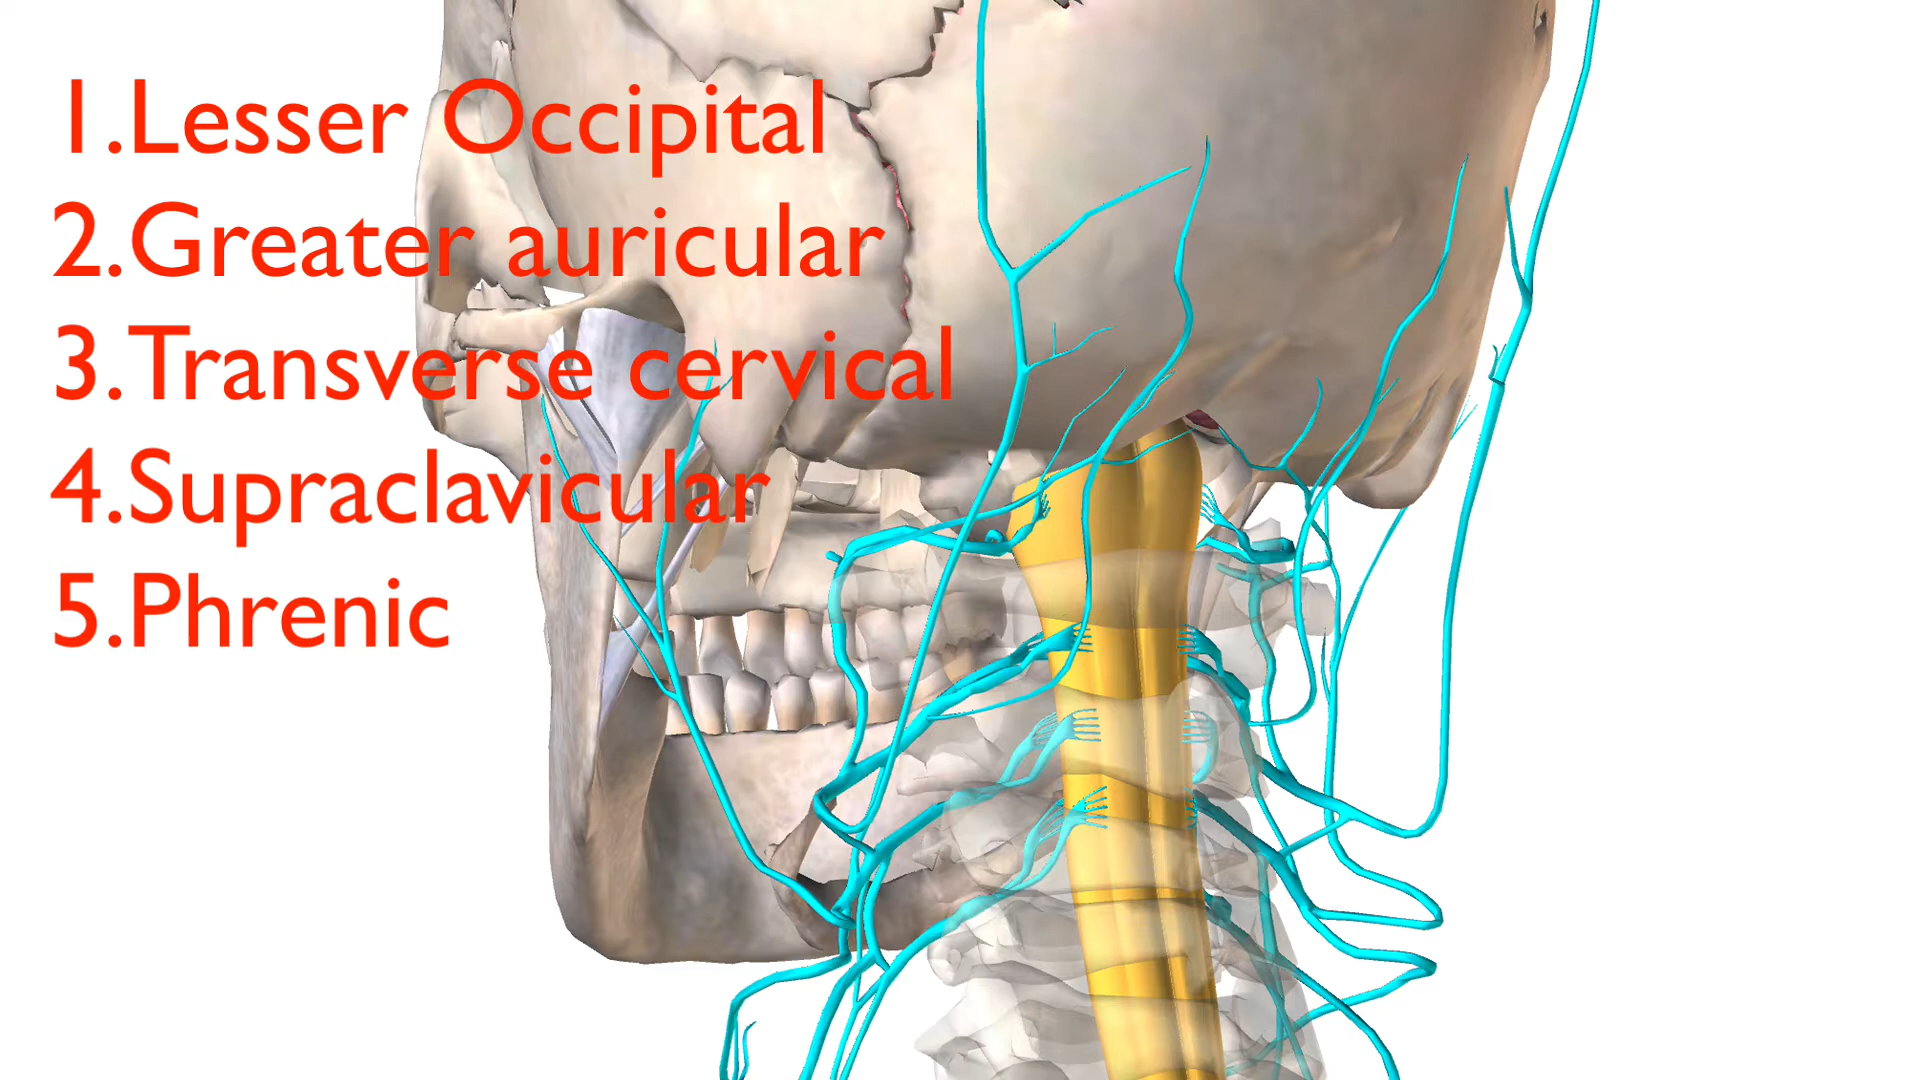 1.Lesser Occipital
2.Greater auricular
3.Transverse cervical
4.Supraclavicular
5.Phrenic